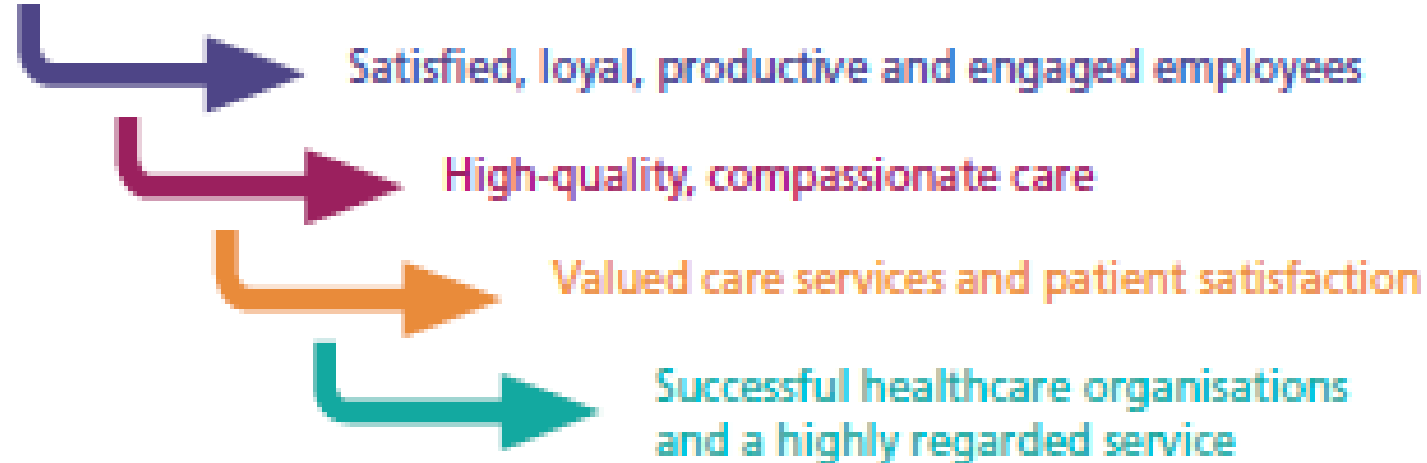 Satisfied, loyal, productive and engaged employees
High-quality, compassionate care
Valued care services and patient satisfaction
Successful healthcare organisations
and a highly regarded service